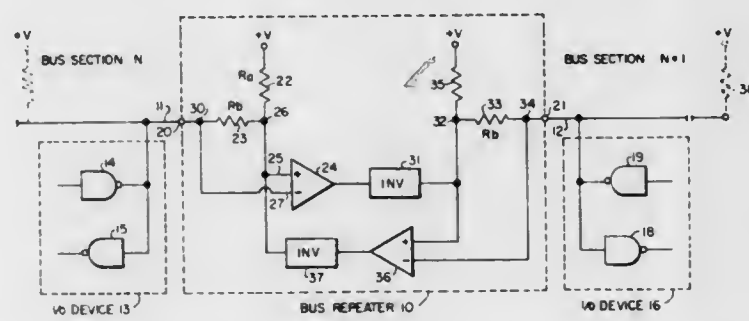 +V
BUS SECTION N
+V
Ra
22
+V
35
BUS SECTION N+1
+V
11
30
Rb
26
32
33
34
21
20
23
Rb
12
25
+
24
31
INV
14
27
-
19
15
+
-
18
INV
37
36
I/O DEVICE 13
BUS REPEATER 10
I/O DEVICE 16